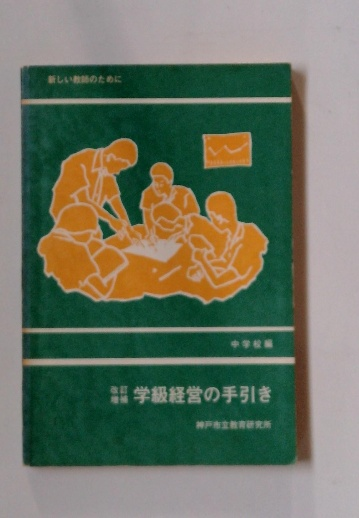 新しい教師のために
中学校編
改訂増補 学級経営の手引き
神戸市立教育研究所